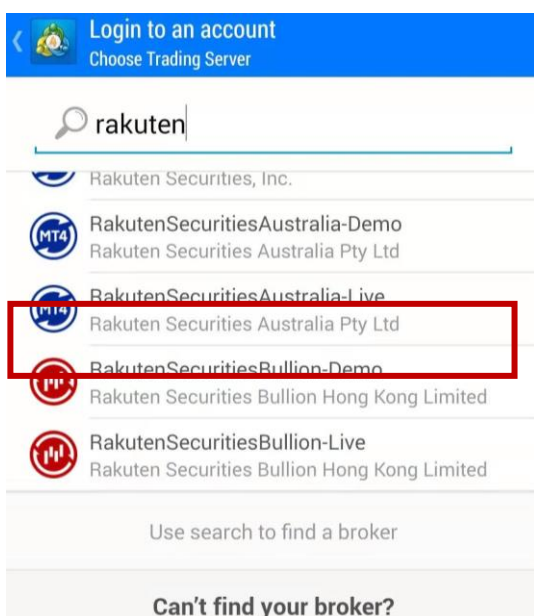 Login to an account
Choose Trading Server
rakuten
Rakuten Securities, Inc.
MT4
RakutenSecuritiesAustralia-Demo
Rakuten Securities Australia Pty Ltd
MT4
RakutenSecuritiesAustralia-Live
Rakuten Securities Australia Pty Ltd
RakutenSecuritiesBullion-Demo
Rakuten Securities Bullion Hong Kong Limited
RakutenSecuritiesBullion-Live
Rakuten Securities Bullion Hong Kong Limited
Use search to find a broker
Can't find your broker?